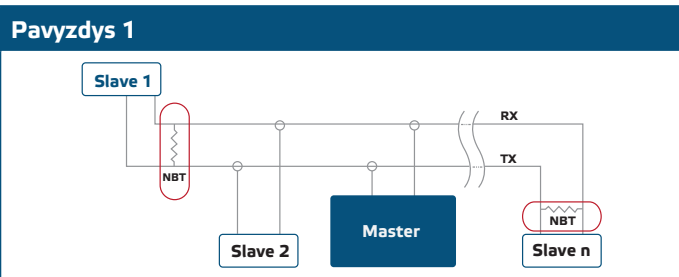 Pavyzdys 1
Slave 1
RX
TX
NBT
Slave 2
Master
NBT
Slave n